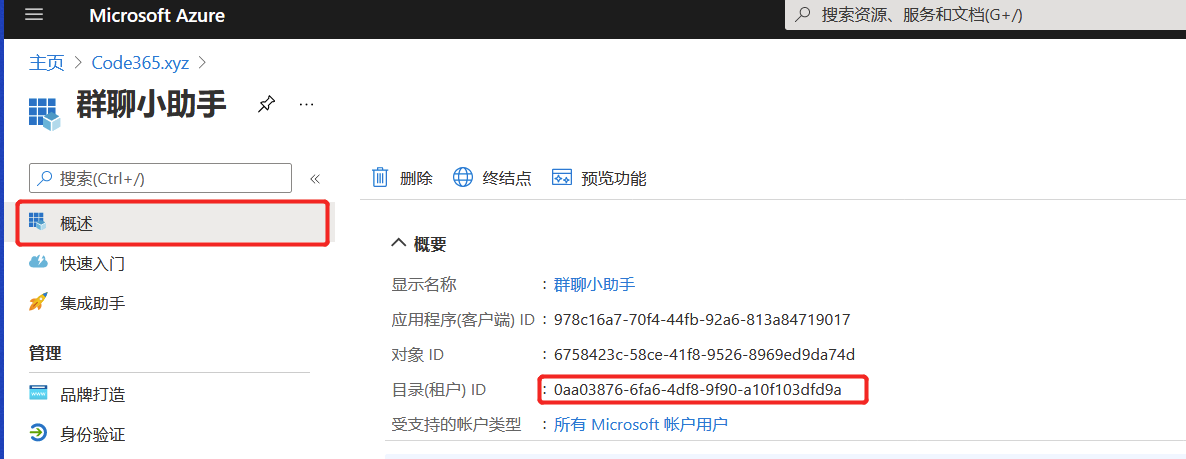 Microsoft Azure
搜索资源、服务和文档(G+/)
主页 > Code365.xyz >
群聊小助手 ...
搜索(Ctrl+/) «
概述
快速入门
集成助手
管理
品牌打造
身份验证
删除 终结点 预览功能
概要
显示名称 : 群聊小助手
应用程序(客户端) ID : 978c16a7-70f4-44fb-92a6-813a84719017
对象 ID : 6758423c-58ce-41f8-9526-8969ed9da74d
目录(租户) ID : 0aa03876-6fa6-4df8-9f90-a10f103dfd9a
受支持的帐户类型 : 所有 Microsoft 帐户用户